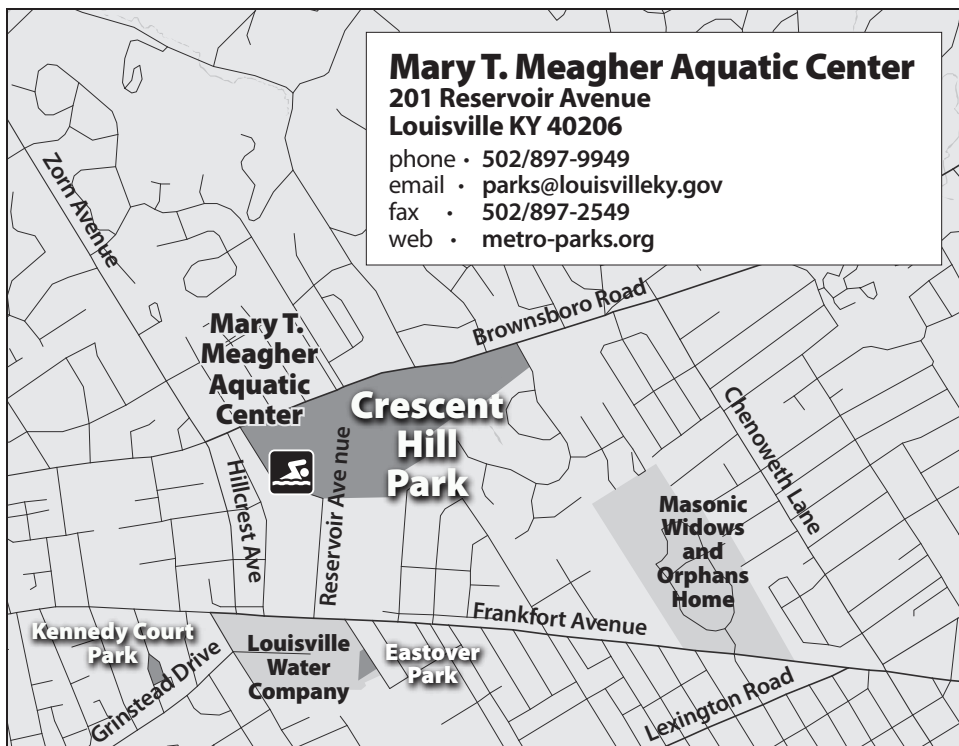 Mary T. Meagher Aquatic Center
201 Reservoir Avenue
Louisville KY 40206
phone • 502/897-9949
email • parks@louisvilleky.gov
fax • 502/897-2549
web • metro-parks.org
Zorn Avenue
Brownsboro Road
Mary T.
Meagher
Aquatic
Center
Crescent
Hill
Park
Chenoweth Lane
Hillcrest Ave
Reservoir Ave nue
Masonic
Widows
and
Orphans
Home
Frankfort Avenue
Kennedy Court
Park
Grinstead Drive
Louisville
Water
Company
Eastover
Park
Lexington Road